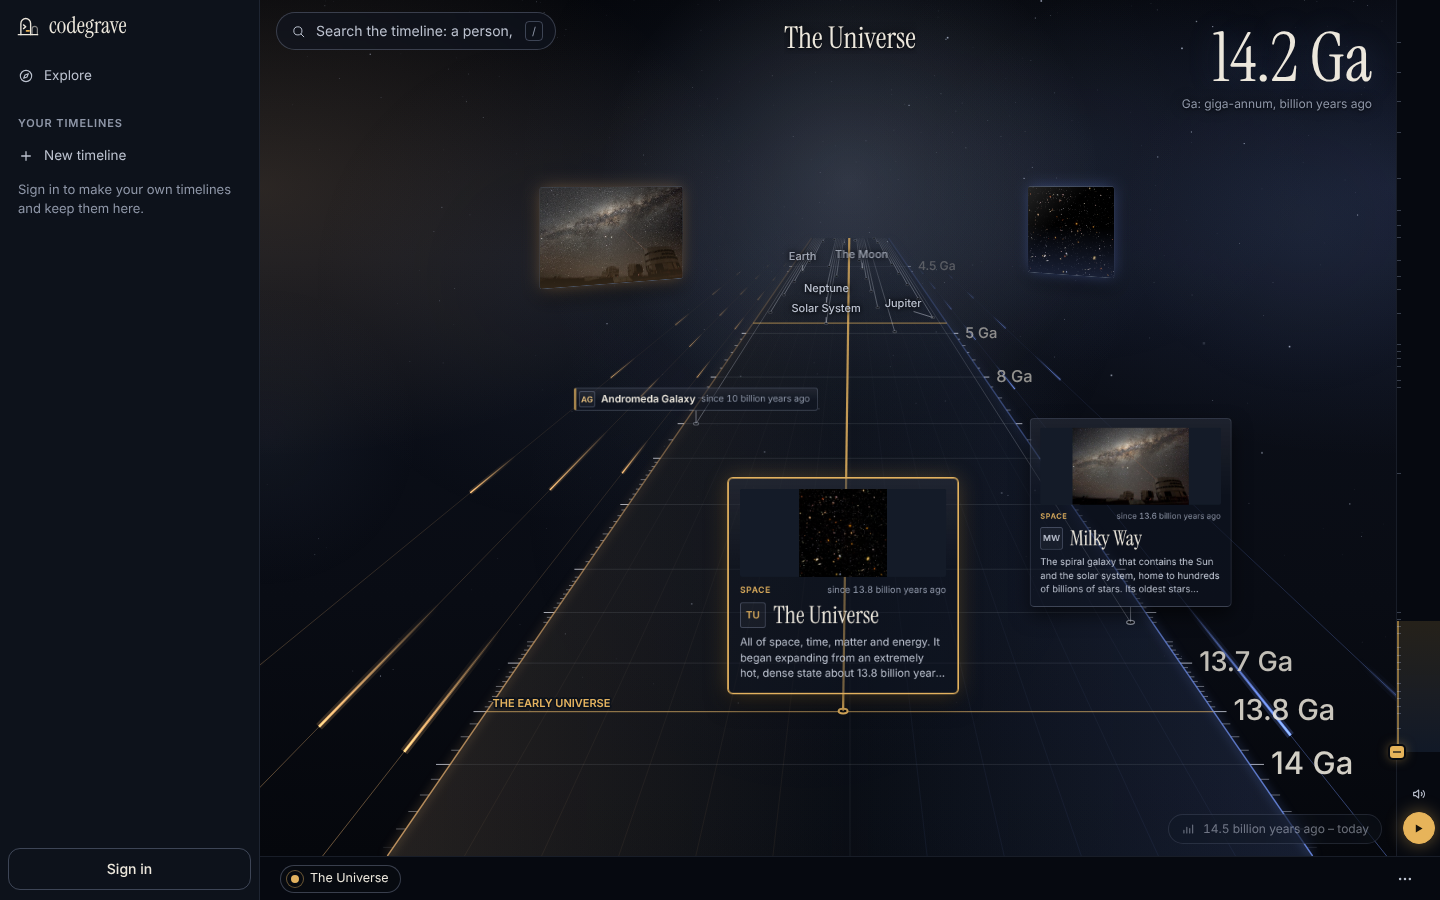 codegrave
Explore
YOUR TIMELINES
New timeline
Sign in to make your own timelines
and keep them here.
Sign in
Search the timeline: a person,
/
The Universe
14.2 Ga
Ga: giga-annum, billion years ago
Earth
The Moon
4.5 Ga
Neptune
Solar System
Jupiter
5 Ga
8 Ga
AG
Andromeda Galaxy
since 10 billion years ago
SPACE
since 13.6 billion years ago
MW
Milky Way
The spiral galaxy that contains the Sun
and the solar system, home to hundreds
of billions of stars. Its oldest stars...
SPACE
since 13.8 billion years ago
TU
The Universe
All of space, time, matter and energy. It
began expanding from an extremely
hot, dense state about 13.8 billion year...
13.7 Ga
THE EARLY UNIVERSE
13.8 Ga
14 Ga
14.5 billion years ago – today
The Universe